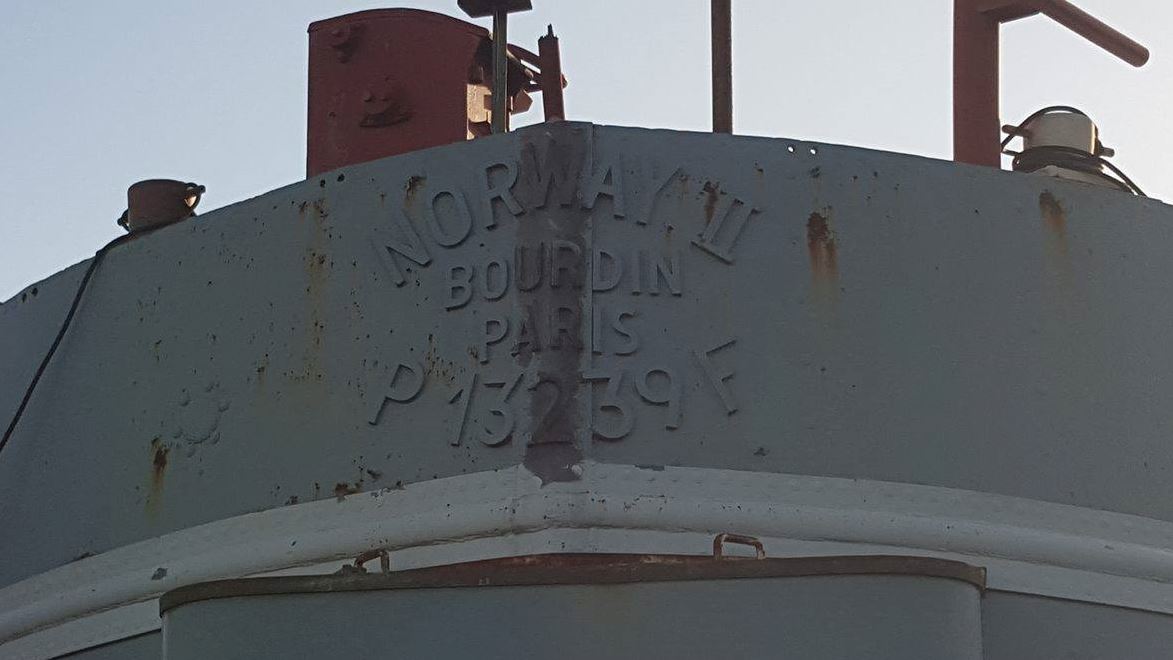 NORWAY II
BOURDIN
PARIS
P 13239 F